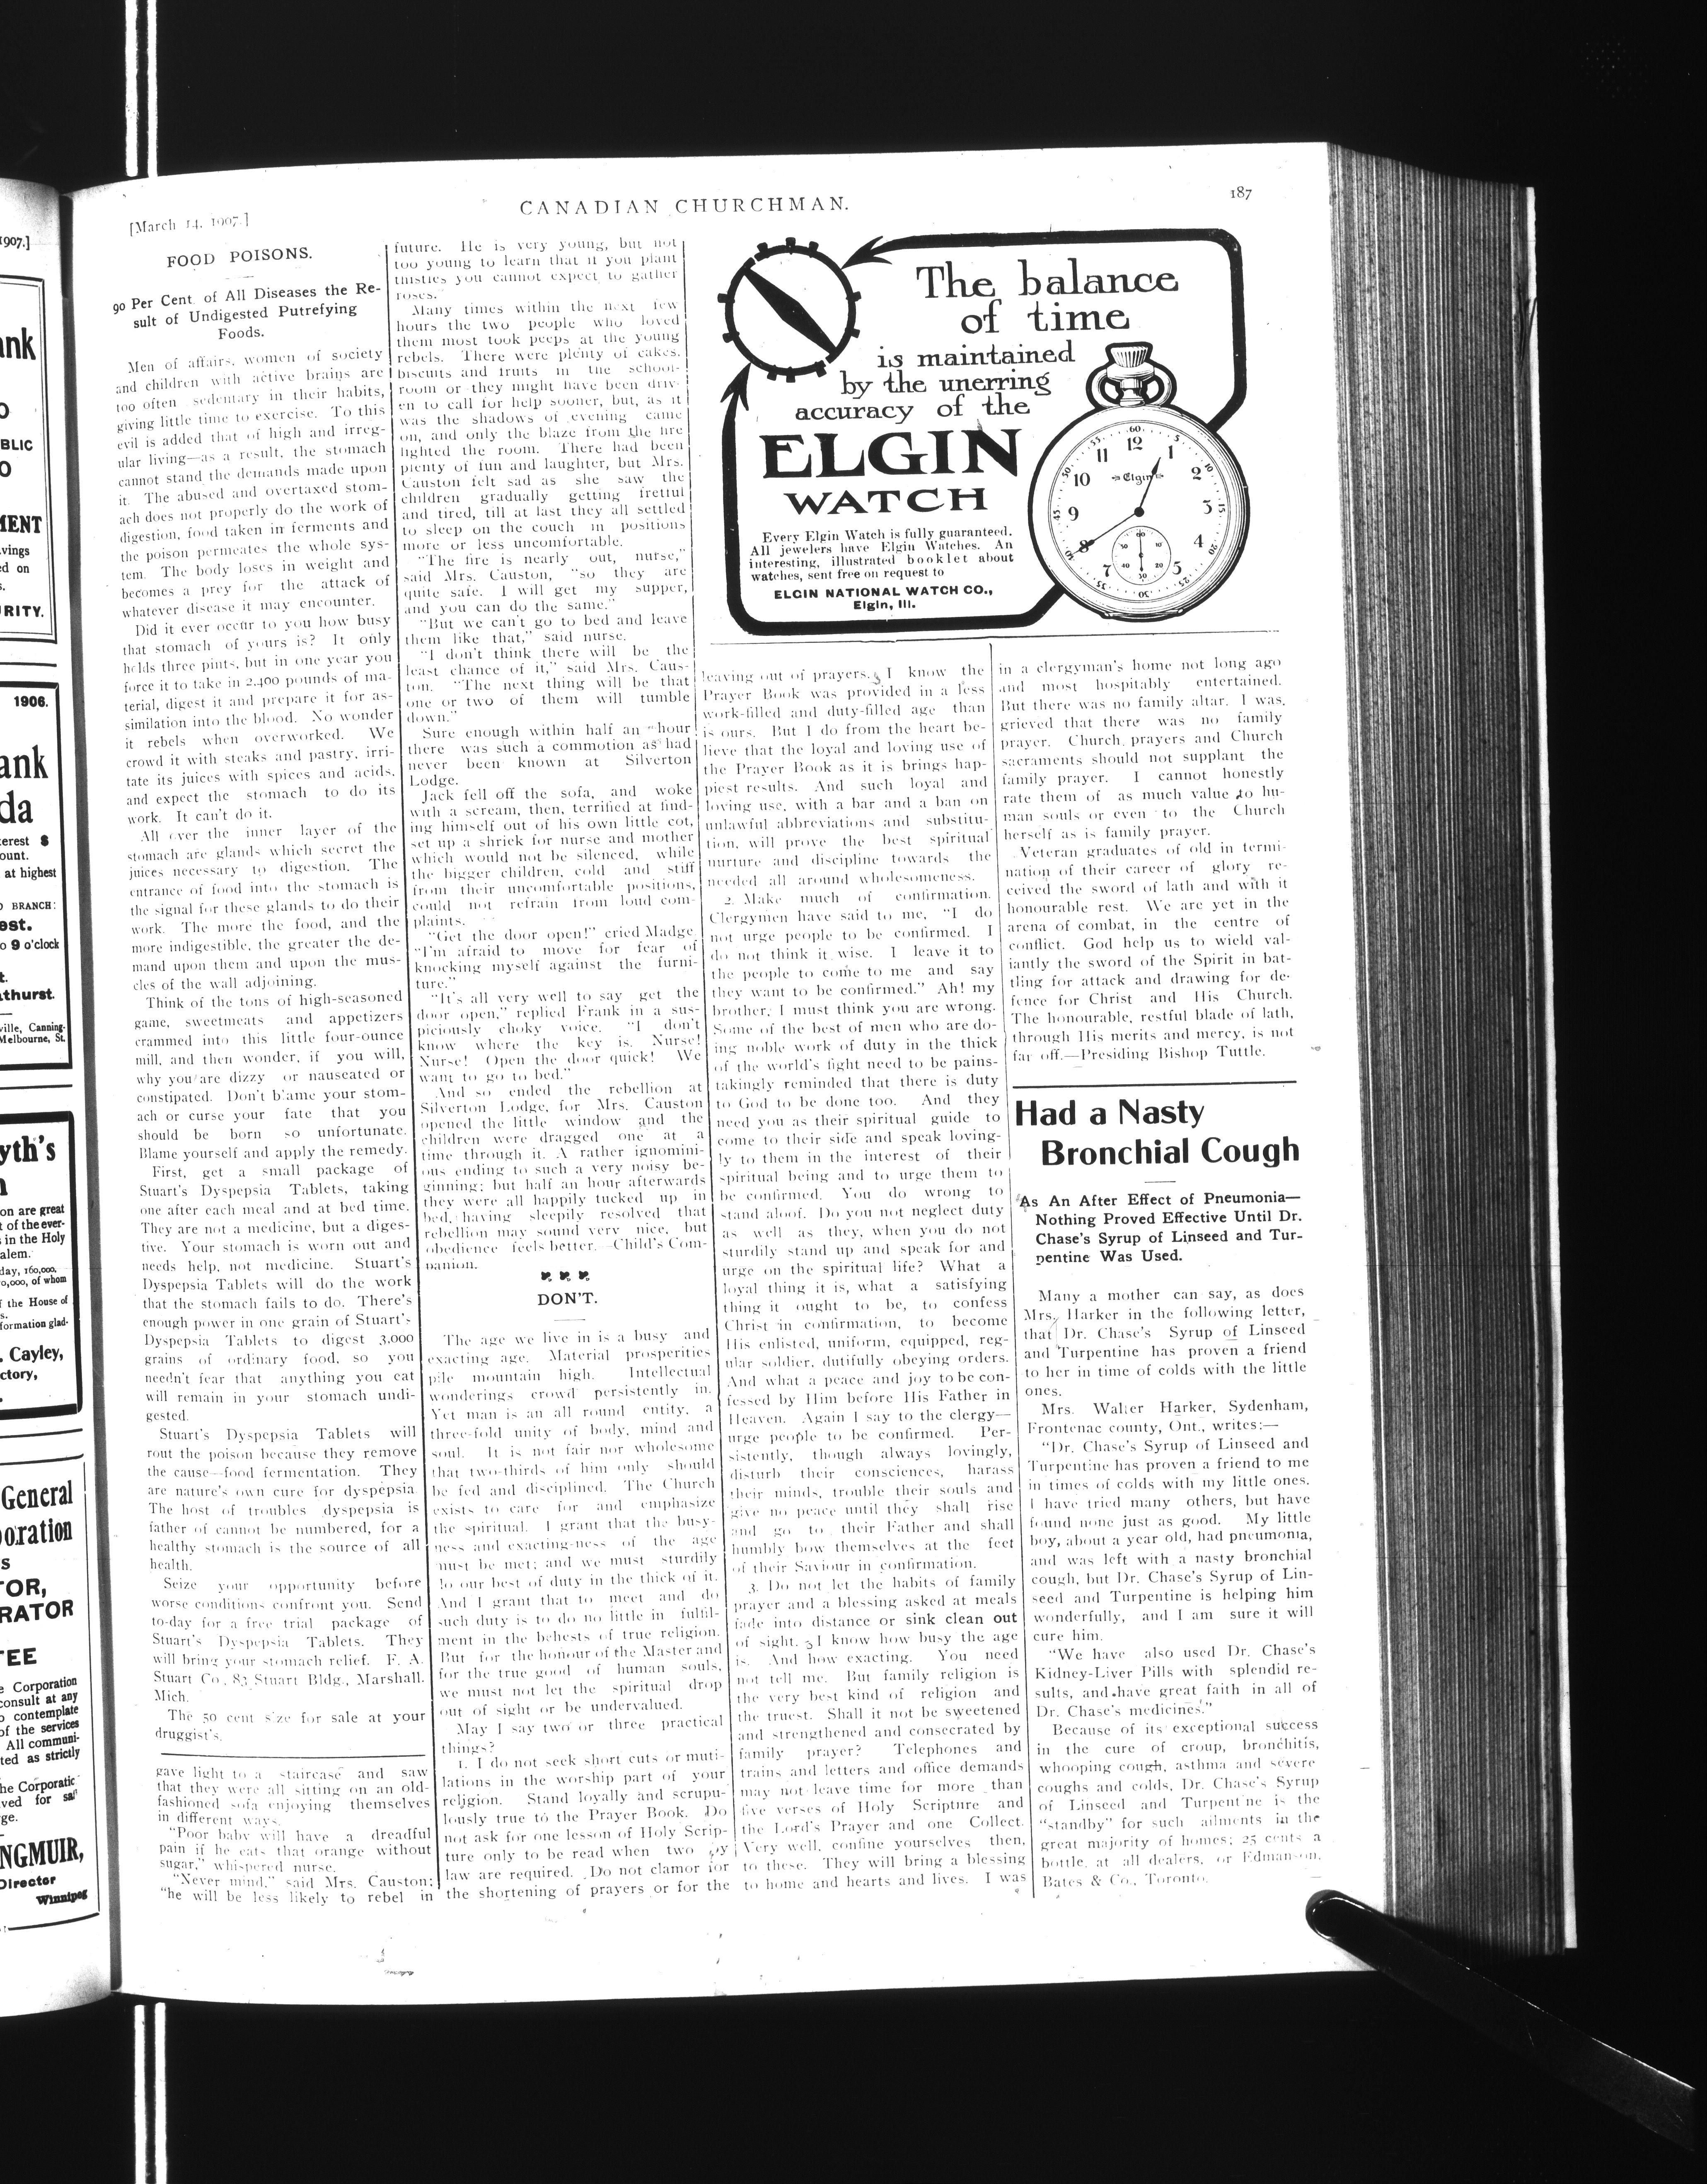 [March 14, 1907.]
CANADIAN CHURCHMAN.
187
FOOD POISONS.
90 Per Cent. of All Diseases the Re-
sult of Undigested Putrefying
Foods.
Men of affairs, women of society
and children with active brains are
too often sedentary in their habits,
giving little time to exercise. To this
evil is added that of high and irreg-
ular living—as a result, the stomach
cannot stand the demands made upon
it. The abused and overtaxed stom-
ach does not properly do the work of
digestion, food taken in ferments and
the poison permeates the whole sys-
tem. The body loses in weight and
becomes a prey for the attack of
whatever disease it may encounter.
Did it ever occur to you how busy
that stomach of yours is? It only
holds three pints, but in one year you
force it to take in 2,400 pounds of ma-
terial, digest it and prepare it for as-
similation into the blood. No wonder
it rebels when overworked. We
crowd it with steaks and pastry, irri-
tate its juices with spices and acids,
and expect the stomach to do its
work. It can't do it.
All over the inner layer of the
stomach are glands which secret the
juices necessary to digestion. The
entrance of food into the stomach is
the signal for these glands to do their
work. The more the food, and the
more indigestible, the greater the de-
mand upon them and upon the mus-
cles of the wall adjoining.
Think of the tons of high-seasoned
game, sweetmeats and appetizers
crammed into this little four-ounce
mill, and then wonder, if you will,
why you are dizzy or nauseated or
constipated. Don't blame your stom-
ach or curse your fate that you
should be born so unfortunate.
Blame yourself and apply the remedy.
First, get a small package of
Stuart's Dyspepsia Tablets, taking
one after each meal and at bed time.
They are not a medicine, but a diges-
tive. Your stomach is worn out and
needs help, not medicine. Stuart's
Dyspepsia Tablets will do the work
that the stomach fails to do. There's
enough power in one grain of Stuart's
Dyspepsia Tablets to digest 3,000
grains of ordinary food, so you
needn't fear that anything you eat
will remain in your stomach undi-
gested.
Stuart's Dyspepsia Tablets will
rout the poison because they remove
the cause—food fermentation. They
are nature's own cure for dyspepsia.
The host of troubles dyspepsia is
father of cannot be numbered, for a
healthy stomach is the source of all
health.
Seize your opportunity before
worse conditions confront you. Send
to-day for a free trial package of
Stuart's Dyspepsia Tablets. They
will bring your stomach relief. F. A.
Stuart Co., 83 Stuart Bldg., Marshall.
Mich.
The 50 cent size for sale at your
druggist's.
gave light to a staircase and saw
that they were all sitting on an old-
fashioned sofa enjoying themselves
in different ways.
"Poor baby will have a dreadful
pain if he eats that orange without
sugar," whispered nurse.
"Never mind," said Mrs. Causton;
"he will be less likely to rebel in
future. He is very young, but not
too young to learn that if you plant
thistles you cannot expect to gather
roses."
Many times within the next few
hours the two people who loved
them most took peeps at the young
rebels. There were plenty of cakes,
biscuits and fruits in the school-
room or they might have been driv-
en to call for help sooner, but, as it
was the shadows of evening came
on, and only the blaze from the fire
lighted the room. There had been
plenty of fun and laughter, but Mrs.
Causton felt sad as she saw the
children gradually getting fretful
and tired, till at last they all settled
to sleep on the couch in positions
more or less uncomfortable.
"The fire is nearly out, nurse,"
said Mrs. Causton, "so they are
quite safe. I will get my supper,
and you can do the same."
"But we can't go to bed and leave
them like that," said nurse.
"I don't think there will be the
least chance of it," said Mrs. Caus-
ton. "The next thing will be that
one or two of them will tumble
down."
Sure enough within half an hour
there was such a commotion as had
never been known at Silverton
Lodge.
Jack fell off the sofa, and woke
with a scream, then, terrified at find-
ing himself out of his own little cot,
set up a shriek for nurse and mother
which would not be silenced, while
the bigger children, cold and stiff
from their uncomfortable positions,
could not refrain from loud com-
plaints.
"Get the door open!" cried Madge.
"I'm afraid to move for fear of
knocking myself against the furni-
ture."
"It's all very well to say get the
door open," replied Frank in a sus-
piciously choky voice. "I don't
know where the key is. Nurse!
Nurse! Open the door quick! We
want to go to bed."
And so ended the rebellion at
Silverton Lodge, for Mrs. Causton
opened the little window and the
children were dragged one at a
time through it. A rather ignomini-
ous ending to such a very noisy be-
ginning; but half an hour afterwards
they were all happily tucked up in
bed, having sleepily resolved that
rebellion may sound very nice, but
obedience feels better.—Child's Com-
panion.
DON'T.
The age we live in is a busy and
exacting age. Material prosperities
pile mountain high. Intellectual
wonderings crowd persistently in.
Yet man is an all round entity, a
three-fold unity of body, mind and
soul. It is not fair nor wholesome
that two-thirds of him only should
be fed and disciplined. The Church
exists to care for and emphasize
the spiritual. I grant that the busy-
ness and exacting-ness of the age
must be met; and we must sturdily
do our best of duty in the thick of it.
And I grant that to meet and do
such duty is to do no little in fulfil-
ment in the behests of true religion.
But for the honour of the Master and
for the true good of human souls,
we must not let the spiritual drop
out of sight or be undervalued.
May I say two or three practical
things?
1. I do not seek short cuts or muti-
lations in the worship part of your
religion. Stand loyally and scrupu-
lously true to the Prayer Book. Do
not ask for one lesson of Holy Scrip-
ture only to be read when two by
law are required. Do not clamor for
the shortening of prayers or for the
The balance
of time
is maintained
by the unerring
accuracy of the
ELGIN
WATCH
Every Elgin Watch is fully guaranteed.
All jewelers have Elgin Watches. An
interesting, illustrated booklet about
watches, sent free on request to
ELGIN NATIONAL WATCH CO.,
Elgin, Ill.
Elgin
leaving out of prayers. I know the
Prayer Book was provided in a less
work-filled and duty-filled age than
is ours. But I do from the heart be-
lieve that the loyal and loving use of
the Prayer Book as it is brings hap-
piest results. And such loyal and
loving use, with a bar and a ban on
unlawful abbreviations and substitu-
tion, will prove the best spiritual
nurture and discipline towards the
needed all around wholesomeness.
2. Make much of confirmation.
Clergymen have said to me, "I do
not urge people to be confirmed. I
do not think it wise. I leave it to
the people to come to me and say
they want to be confirmed." Ah! my
brother, I must think you are wrong.
Some of the best of men who are do-
ing noble work of duty in the thick
of the world's fight need to be pains-
takingly reminded that there is duty
to God to be done too. And they
need you as their spiritual guide to
come to their side and speak loving-
ly to them in the interest of their
spiritual being and to urge them to
be confirmed. You do wrong to
stand aloof. Do you not neglect duty
as well as they, when you do not
sturdily stand up and speak for and
urge on the spiritual life? What a
loyal thing it is, what a satisfying
thing it ought to be, to confess
Christ in confirmation, to become
His enlisted, uniform, equipped, reg-
ular soldier, dutifully obeying orders.
And what a peace and joy to be con-
fessed by Him before His Father in
Heaven. Again I say to the clergy—
urge people to be confirmed. Per-
sistently, though always lovingly,
disturb their consciences, harass
their minds, trouble their souls and
give no peace until they shall rise
and go to their Father and shall
humbly bow themselves at the feet
of their Saviour in confirmation.
3. Do not let the habits of family
prayer and a blessing asked at meals
fade into distance or sink clean out
of sight. I know how busy the age
is. And how exacting. You need
not tell me. But family religion is
the very best kind of religion and
the truest. Shall it not be sweetened
and strengthened and consecrated by
family prayer? Telephones and
trains and letters and office demands
may not leave time for more than
five verses of Holy Scripture and
the Lord's Prayer and one Collect.
Very well, confine yourselves then,
to these. They will bring a blessing
to home and hearts and lives. I was
in a clergyman's home not long ago
and most hospitably entertained.
But there was no family altar. I was
grieved that there was no family
prayer. Church prayers and Church
sacraments should not supplant the
family prayer. I cannot honestly
rate them of as much value to hu-
man souls or even to the Church
herself as is family prayer.
Veteran graduates of old in termi-
nation of their career of glory re-
ceived the sword of lath and with it
honourable rest. We are yet in the
arena of combat, in the centre of
conflict. God help us to wield val-
iantly the sword of the Spirit in bat-
tling for attack and drawing for de-
fence for Christ and His Church.
The honourable, restful blade of lath,
through His merits and mercy, is not
far off.—Presiding Bishop Tuttle.
Had a Nasty
Bronchial Cough
As An After Effect of Pneumonia—
Nothing Proved Effective Until Dr.
Chase's Syrup of Linseed and Tur-
pentine Was Used.
Many a mother can say, as does
Mrs. Harker in the following letter,
that Dr. Chase's Syrup of Linseed
and Turpentine has proven a friend
to her in time of colds with the little
ones.
Mrs. Walter Harker, Sydenham,
Frontenac county, Ont., writes:—
"Dr. Chase's Syrup of Linseed and
Turpentine has proven a friend to me
in times of colds with my little ones.
I have tried many others, but have
found none just as good. My little
boy, about a year old, had pneumonia,
and was left with a nasty bronchial
cough, but Dr. Chase's Syrup of Lin-
seed and Turpentine is helping him
wonderfully, and I am sure it will
cure him.
"We have also used Dr. Chase's
Kidney-Liver Pills with splendid re-
sults, and have great faith in all of
Dr. Chase's medicines."
Because of its exceptional success
in the cure of croup, bronchitis,
whooping cough, asthma and severe
coughs and colds, Dr. Chase's Syrup
of Linseed and Turpentine is the
"standby" for such ailments in the
great majority of homes; 25 cents a
bottle, at all dealers, or Edmanson,
Bates & Co., Toronto.